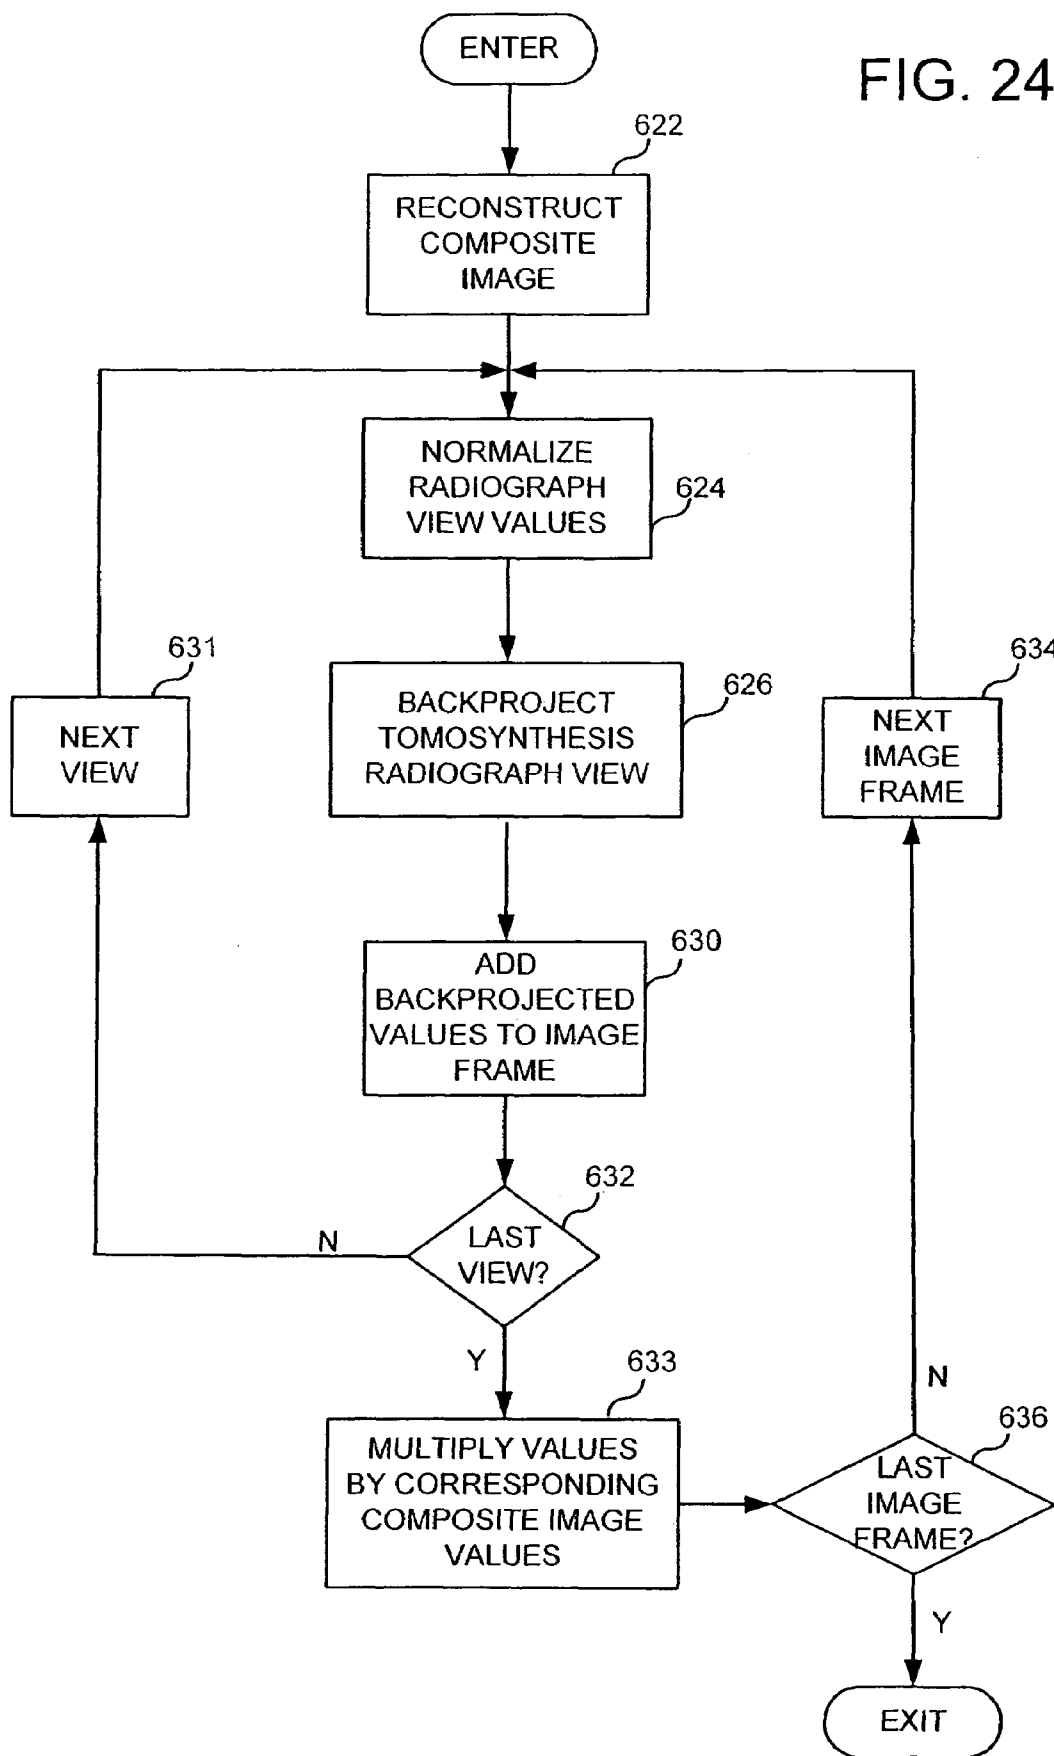 ENTER
FIG. 24
622
RECONSTRUCT
COMPOSITE
IMAGE
NORMALIZE
RADIOGRAPH
VIEW VALUES
624
631
NEXT
VIEW
BACKPROJECT
TOMOSYNTHESIS
RADIOGRAPH VIEW
626
634
NEXT
IMAGE
FRAME
ADD
BACKPROJECTED
VALUES TO IMAGE
FRAME
630
632
LAST
VIEW?
N
Y
633
MULTIPLY VALUES
BY CORRESPONDING
COMPOSITE IMAGE
VALUES
N
636
LAST
IMAGE
FRAME?
Y
EXIT